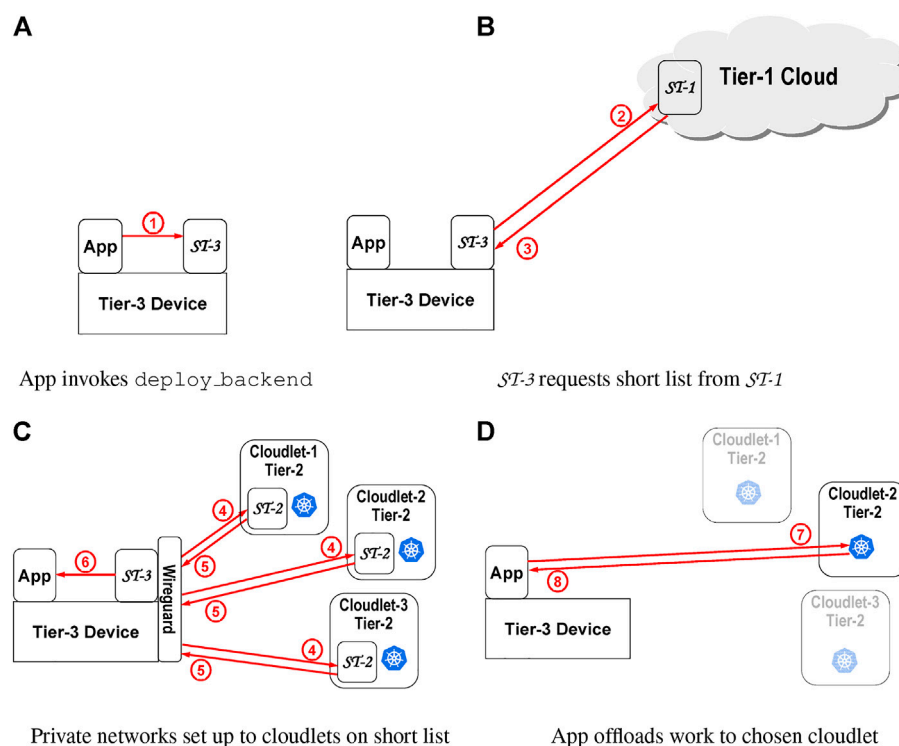 A
B
Tier-1 Cloud
ST-1
2
1
App
ST-3
App
ST-3
3
Tier-3 Device
Tier-3 Device
App invokes deploy_backend
ST-3 requests short list from ST-1
C
D
Cloudlet-1
Tier-2
ST-2
4
5
Cloudlet-2
Tier-2
ST-2
4
5
Cloudlet-3
Tier-2
ST-2
4
5
App
6
ST-3
Wireguard
Tier-3 Device
Cloudlet-1
Tier-2
Cloudlet-2
Tier-2
7
8
App
Cloudlet-3
Tier-2
Tier-3 Device
Private networks set up to cloudlets on short list
App offloads work to chosen cloudlet